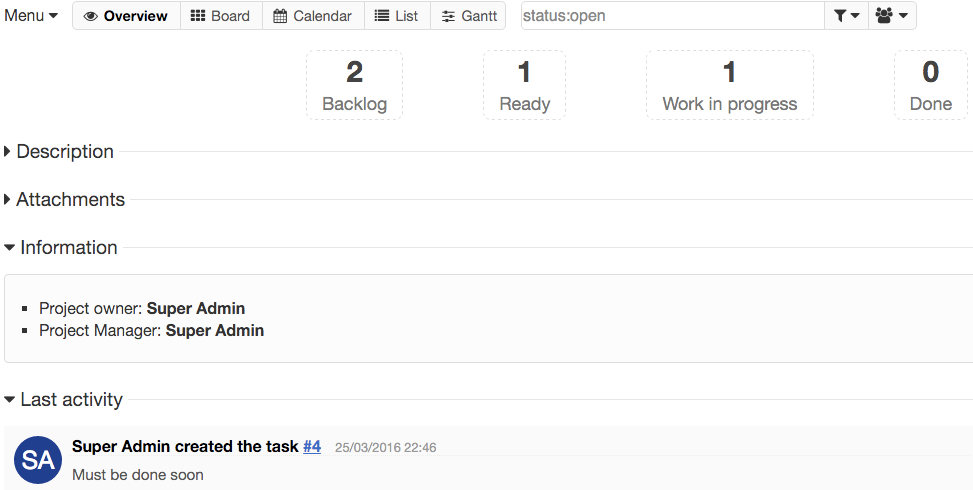 Menu Overview Board Calendar List Gantt status:open
2 1 1 0
Backlog Ready Work in progress Done
Description
Attachments
Information
Project owner: Super Admin
Project Manager: Super Admin
Last activity
SA Super Admin created the task #4 25/03/2016 22:46
Must be done soon